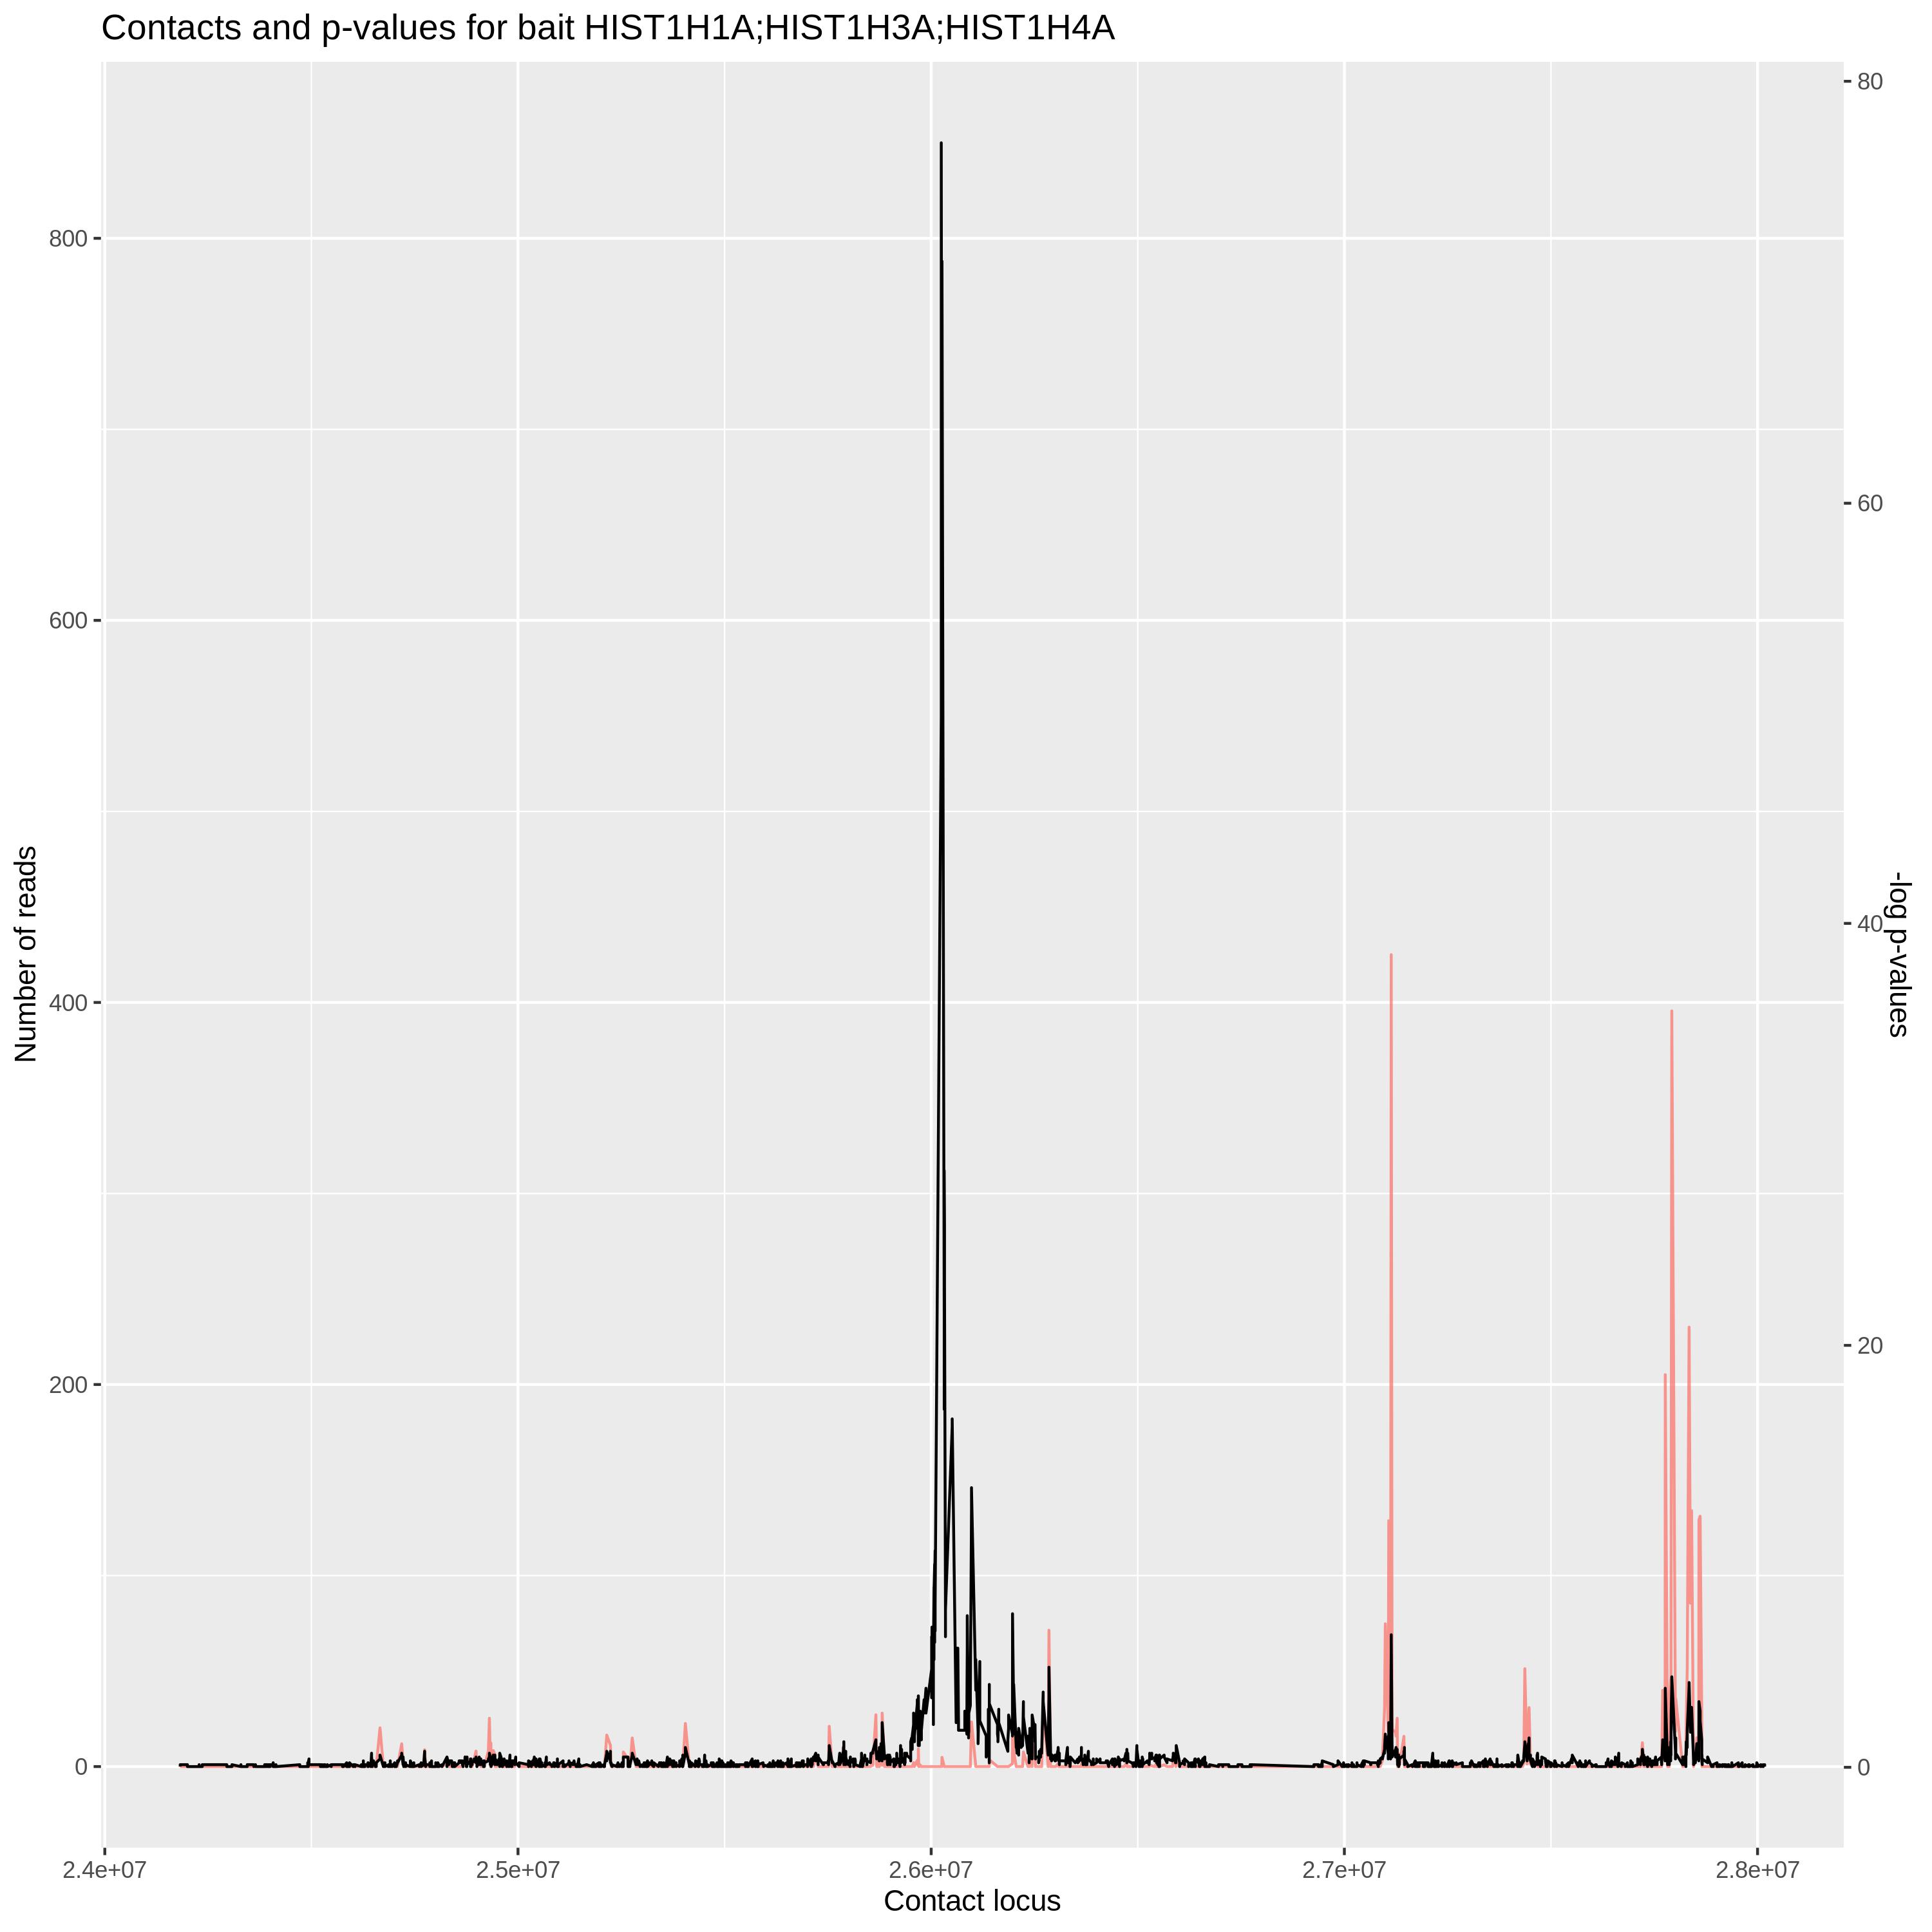 Contacts and p-values for bait HIST1H1A;HIST1H3A;HIST1H4A
80
800
60
600
Number of reads
-log p-values
40
400
20
200
0
0
2.4e+07
2.5e+07
2.6e+07
2.7e+07
2.8e+07
Contact locus